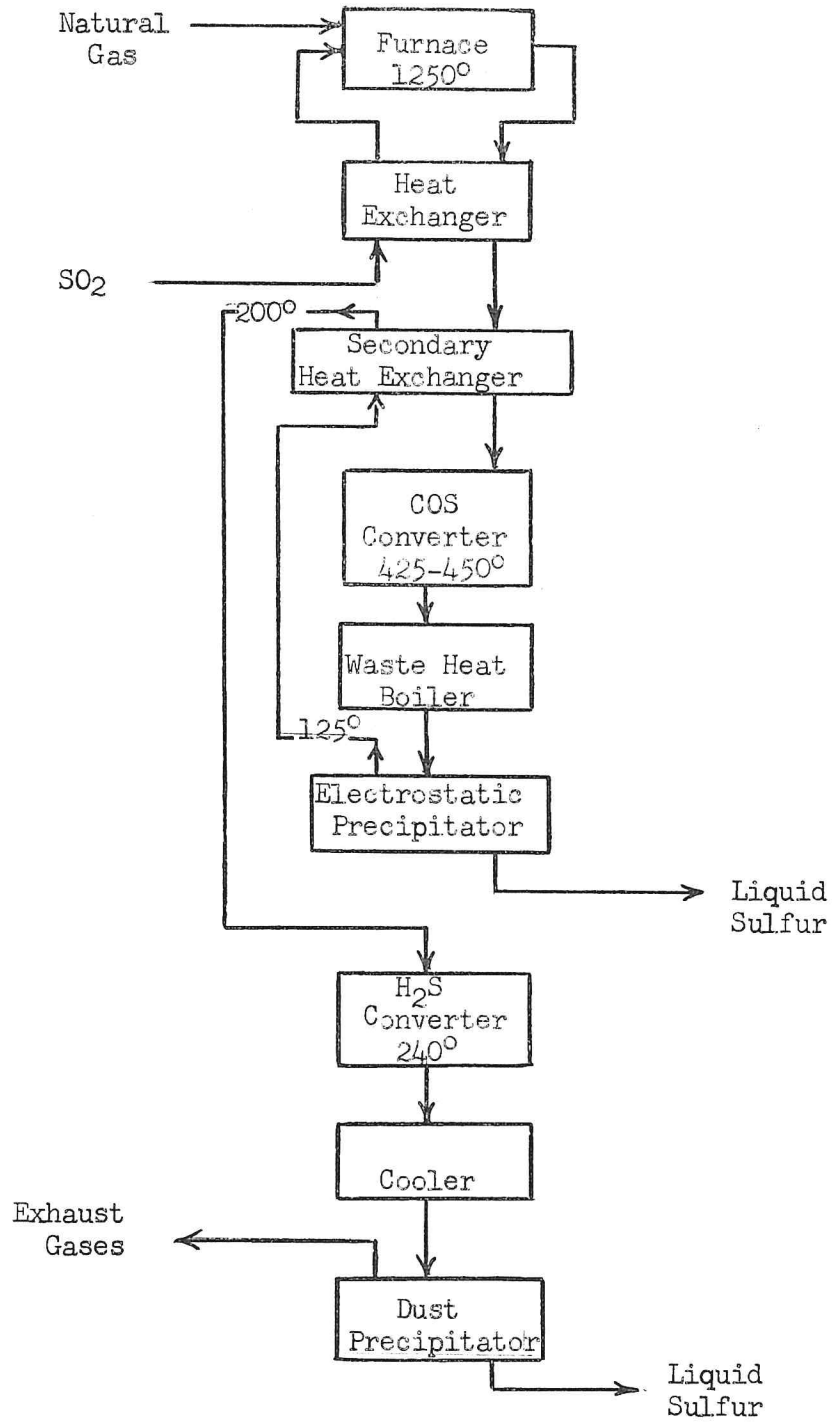 Natural
Gas
Furnace
1250°
Heat
Exchanger
SO₂
200°
Secondary
Heat Exchanger
COS
Converter
425-450°
Waste Heat
Boiler
125°
Electrostatic
Precipitator
Liquid
Sulfur
H₂S
Converter
240°
Cooler
Exhaust
Gases
Dust
Precipitator
Liquid
Sulfur